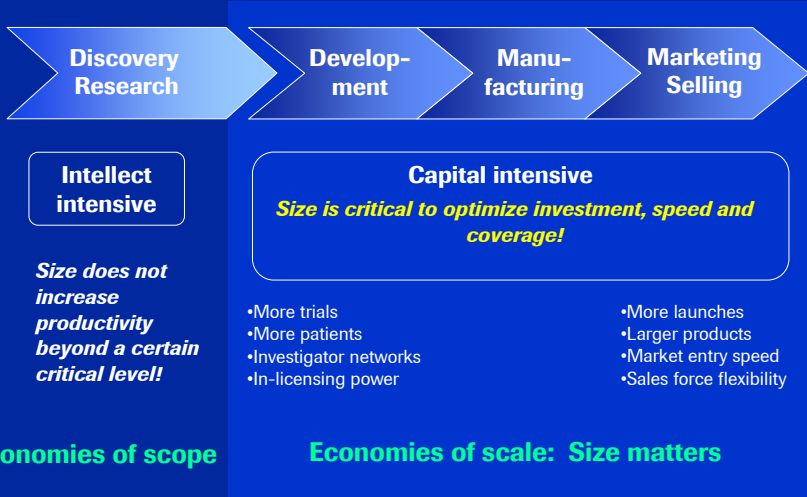 Discovery
Research
Develop-
ment
Manu-
facturing
Marketing
Selling
Intellect
intensive
Capital intensive
Size is critical to optimize investment, speed and
coverage!
Size does not
increase
productivity
beyond a certain
critical level!
•More trials
•More patients
•Investigator networks
•In-licensing power
•More launches
•Larger products
•Market entry speed
•Sales force flexibility
onomies of scope
Economies of scale:  Size matters